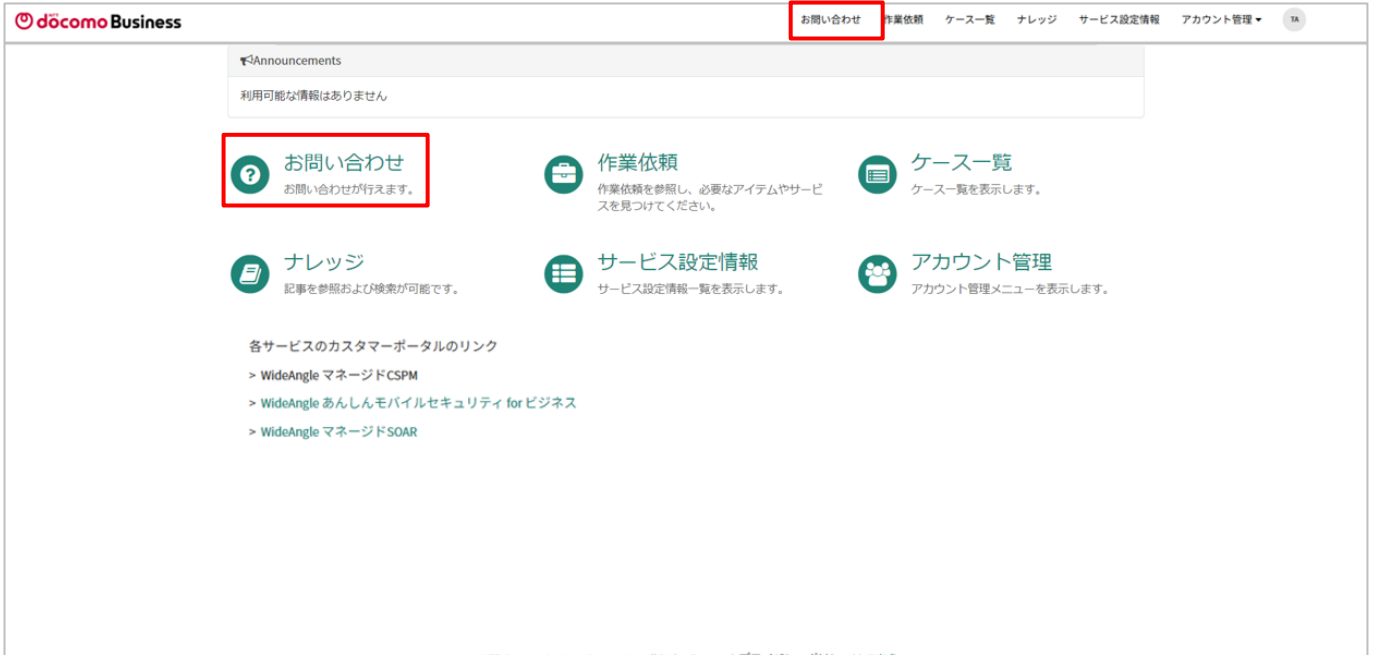 döcomo Business
お問い合わせ 作業依頼 ケース一覧 ナレッジ サービス設定情報 アカウント管理 TA
Announcements
利用可能な情報はありません
お問い合わせ
お問い合わせが行えます。
作業依頼
作業依頼を参照し、必要なアイテムやサービ
スを見つけてください。
ケース一覧
ケース一覧を表示します。
ナレッジ
記事を参照および検索が可能です。
サービス設定情報
サービス設定情報一覧を表示します。
アカウント管理
アカウント管理メニューを表示します。
各サービスのカスタマーポータルのリンク
> WideAngle マネージドCSPM
> WideAngle あんしんモバイルセキュリティ for ビジネス
> WideAngle マネージドSOAR